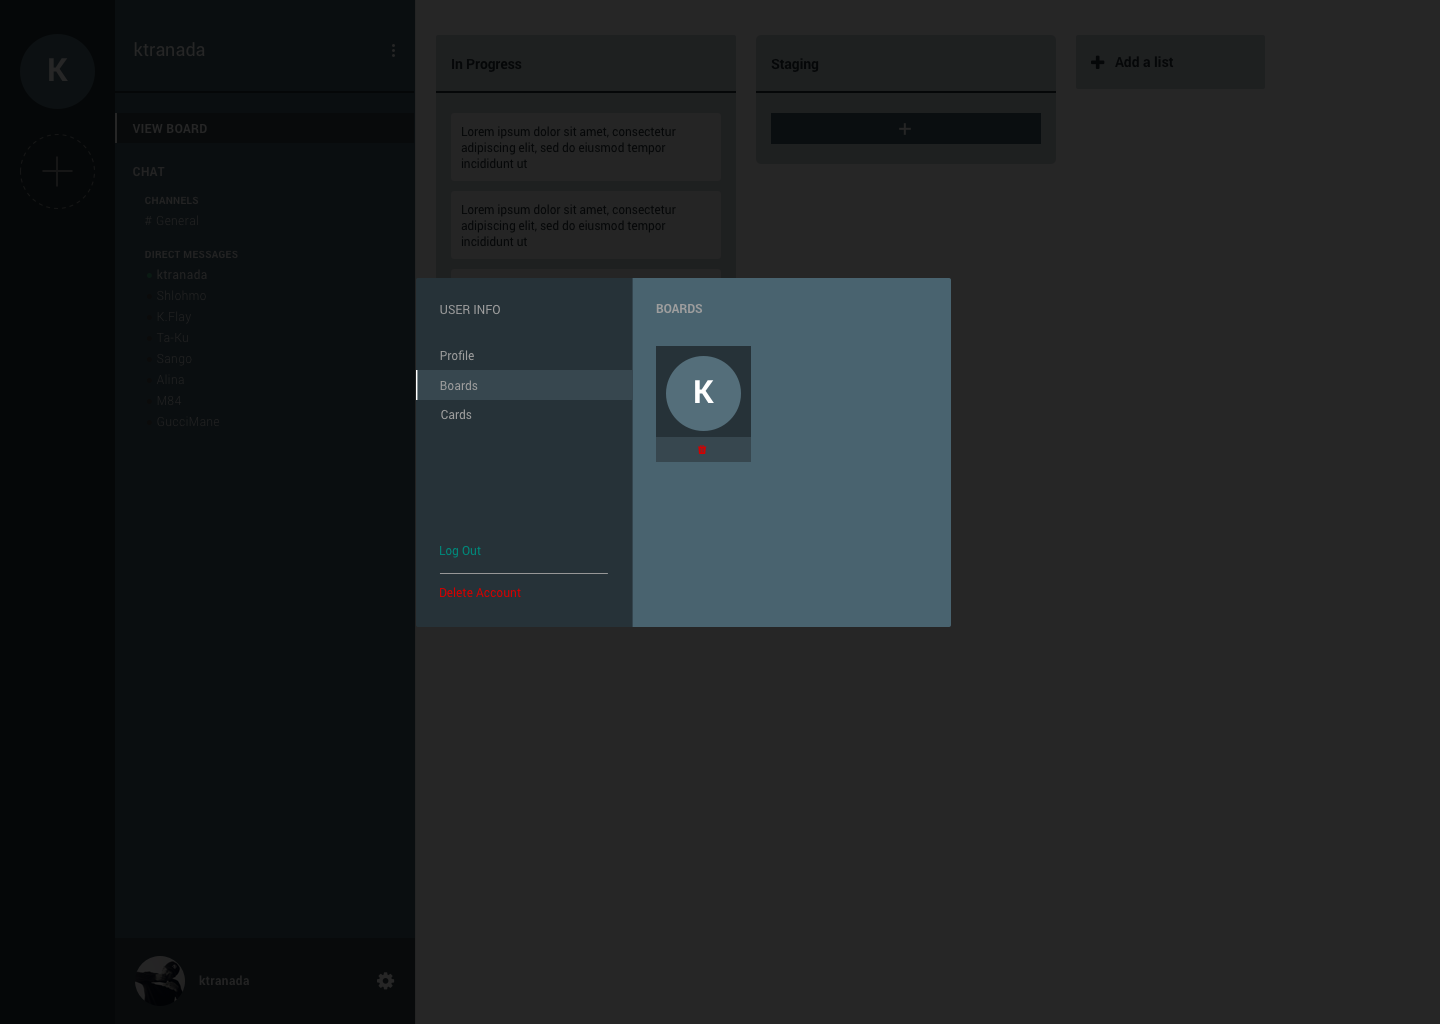 K
ktranada
VIEW BOARD
CHAT
CHANNELS
# General
DIRECT MESSAGES
ktranada
Shlohmo
K.Flay
Ta-Ku
Sango
Alina
M84
GucciMane
ktranada
In Progress
Lorem ipsum dolor sit amet, consectetur
adipiscing elit, sed do eiusmod tempor
incididunt ut
Lorem ipsum dolor sit amet, consectetur
adipiscing elit, sed do eiusmod tempor
incididunt ut
Staging
Add a list
USER INFO
Profile
Boards
Cards
Log Out
Delete Account
BOARDS
K